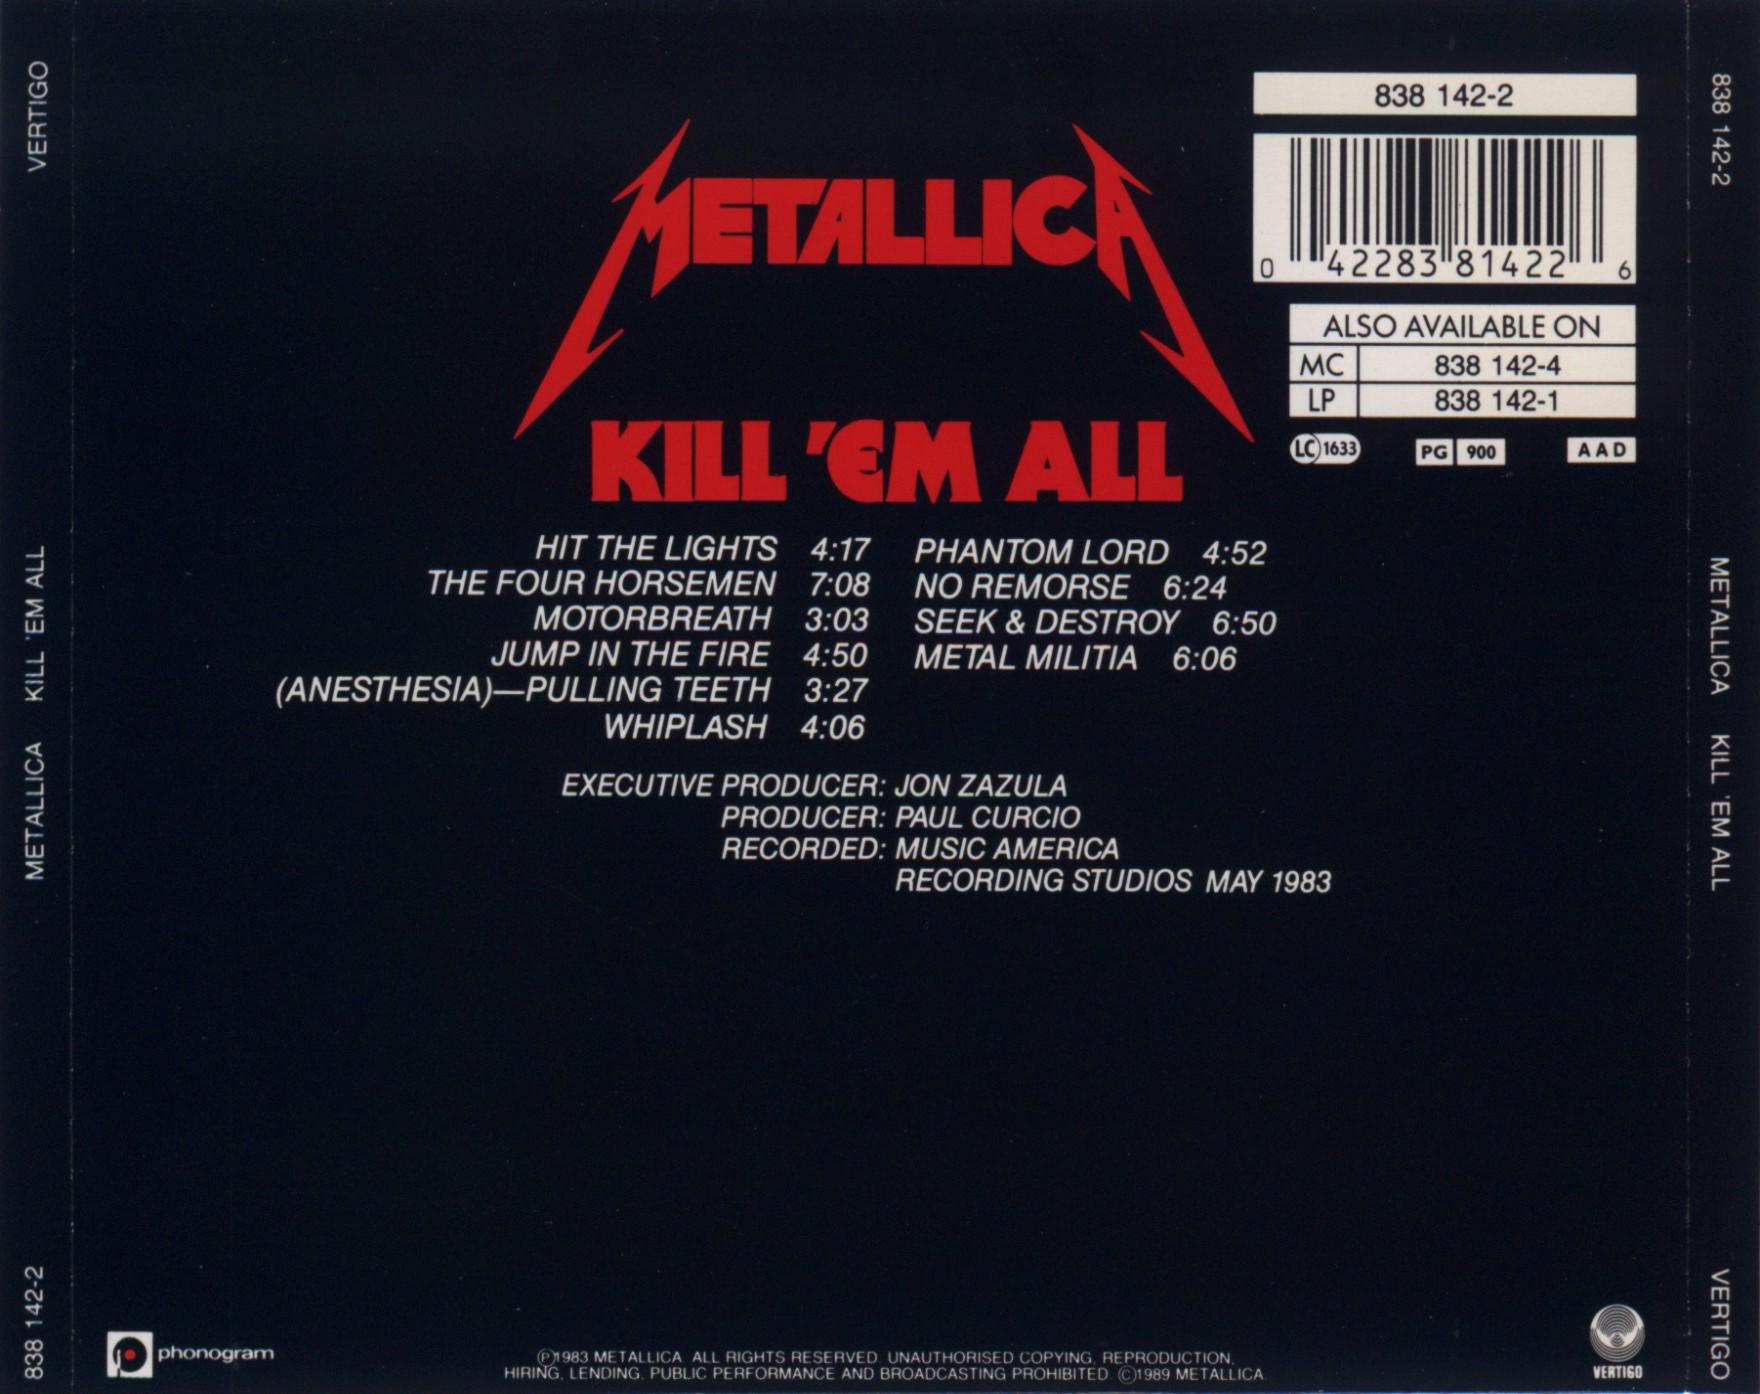 VERTIGO
METALLICA KILL 'EM ALL
838 142-2
METALLICA
KILL 'EM ALL
838 142-2
0 42283 81422 6
ALSO AVAILABLE ON
MC 838 142-4
LP 838 142-1
LC 1633 PG 900 AAD
HIT THE LIGHTS 4:17
THE FOUR HORSEMEN 7:08
MOTORBREATH 3:03
JUMP IN THE FIRE 4:50
(ANESTHESIA)—PULLING TEETH 3:27
WHIPLASH 4:06
PHANTOM LORD 4:52
NO REMORSE 6:24
SEEK & DESTROY 6:50
METAL MILITIA 6:06
EXECUTIVE PRODUCER: JON ZAZULA
PRODUCER: PAUL CURCIO
RECORDED: MUSIC AMERICA
RECORDING STUDIOS MAY 1983
phonogram
Ⓟ1983 METALLICA. ALL RIGHTS RESERVED. UNAUTHORISED COPYING, REPRODUCTION,
HIRING, LENDING, PUBLIC PERFORMANCE AND BROADCASTING PROHIBITED. ©1989 METALLICA
VERTIGO
838 142-2
METALLICA KILL 'EM ALL
VERTIGO